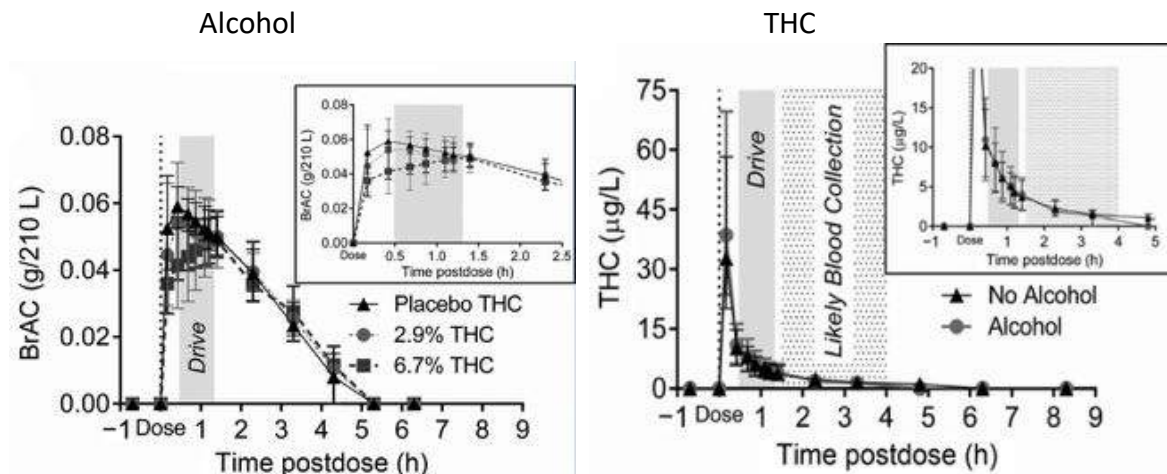 Alcohol
BrAC (g/210 L)
0.08
0.06
0.04
0.02
0.00
Drive
−1 Dose 1 2 3 4 5 6 7 8 9
Time postdose (h)
Placebo THC
2.9% THC
6.7% THC
BrAC (g/210 L)
0.08
0.06
0.04
0.02
0.00
Dose 0.5 1.0 1.5 2.0 2.5
Time postdose (h)
THC
THC (μg/L)
75
60
45
30
15
0
Drive
Likely Blood Collection
−1 Dose 1 2 3 4 5 6 7 8 9
Time postdose (h)
No Alcohol
Alcohol
THC (μg/L)
20
15
10
5
0
−1 Dose 1 2 3 4 5
Time postdose (h)